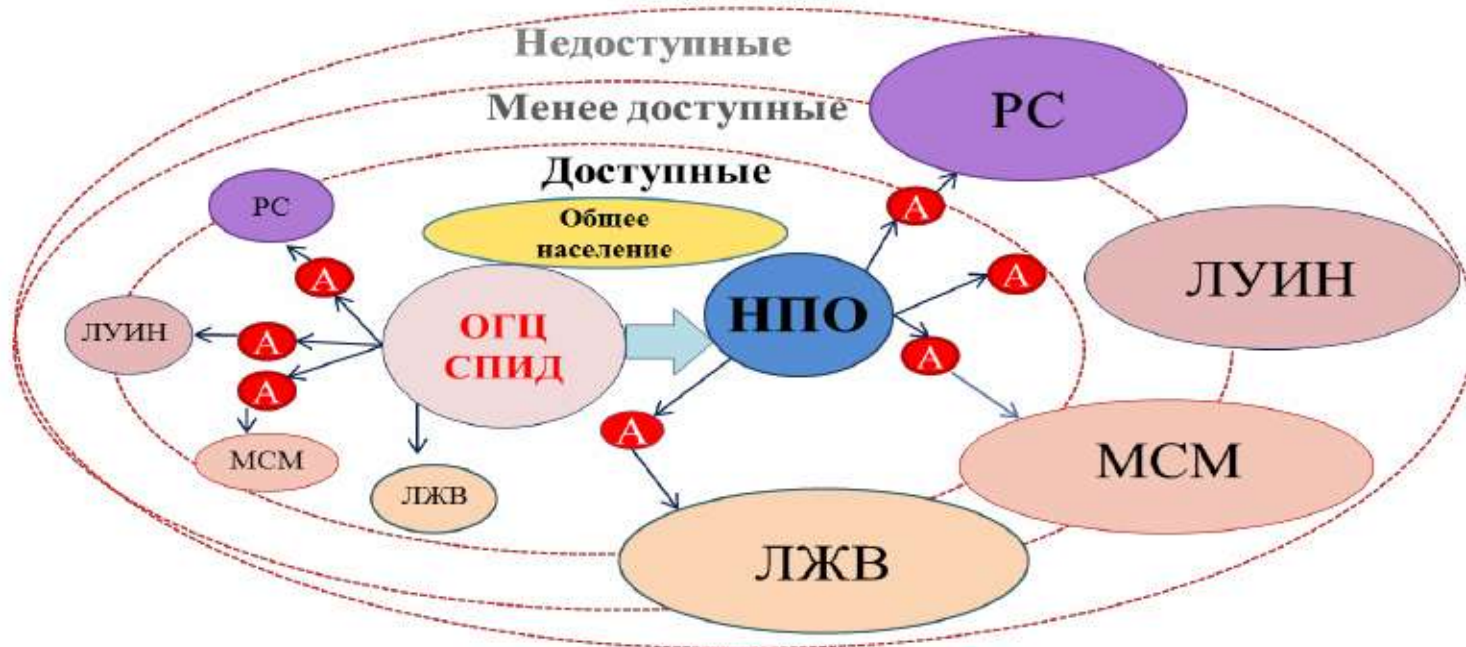 Недоступные
Менее доступные
Доступные
Общее
население
РС
РС
А
А
А
А
ЛУИН
ЛУИН
А
А
А
ОГЦ
СПИД
НПО
МСМ
МСМ
ЛЖВ
ЛЖВ